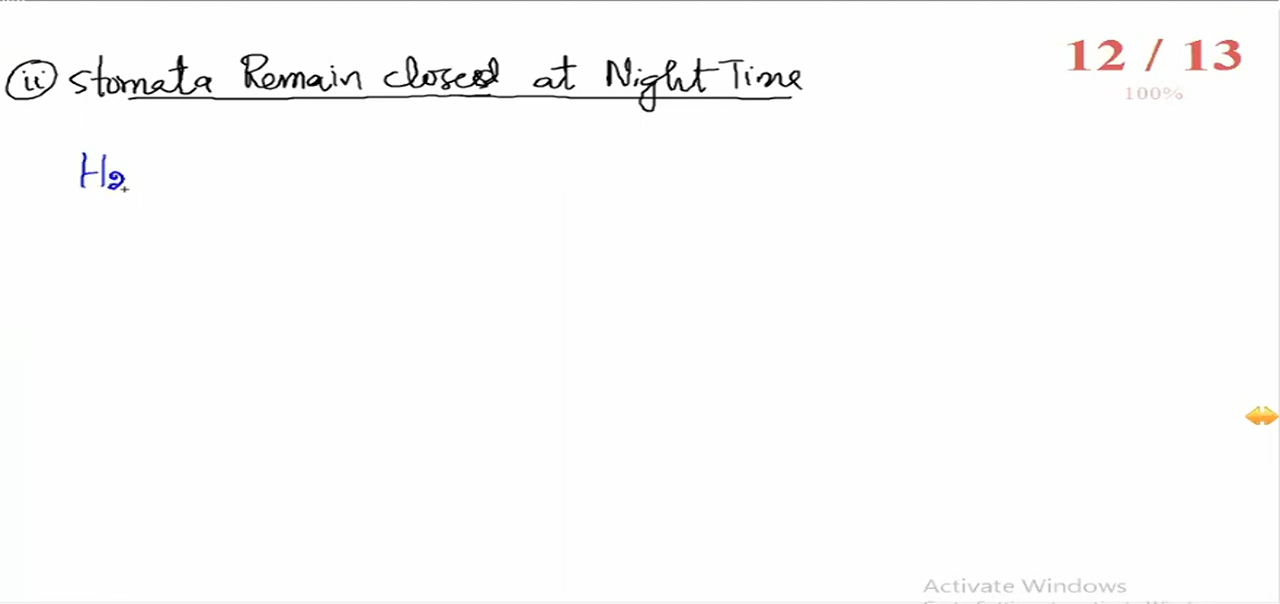 12 / 13
100%
(ii) Stomata Remain closed at Night Time
H2
Activate Windows